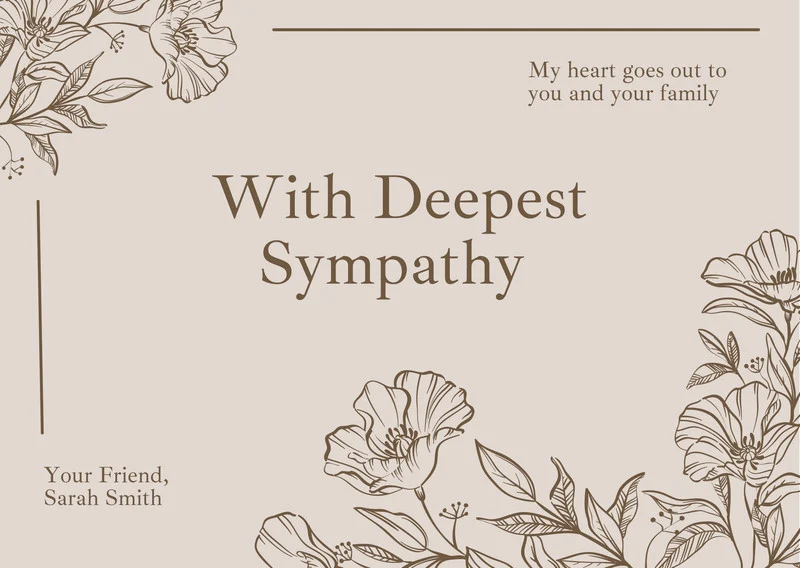 My heart goes out to
you and your family
With Deepest
Sympathy
Your Friend,
Sarah Smith